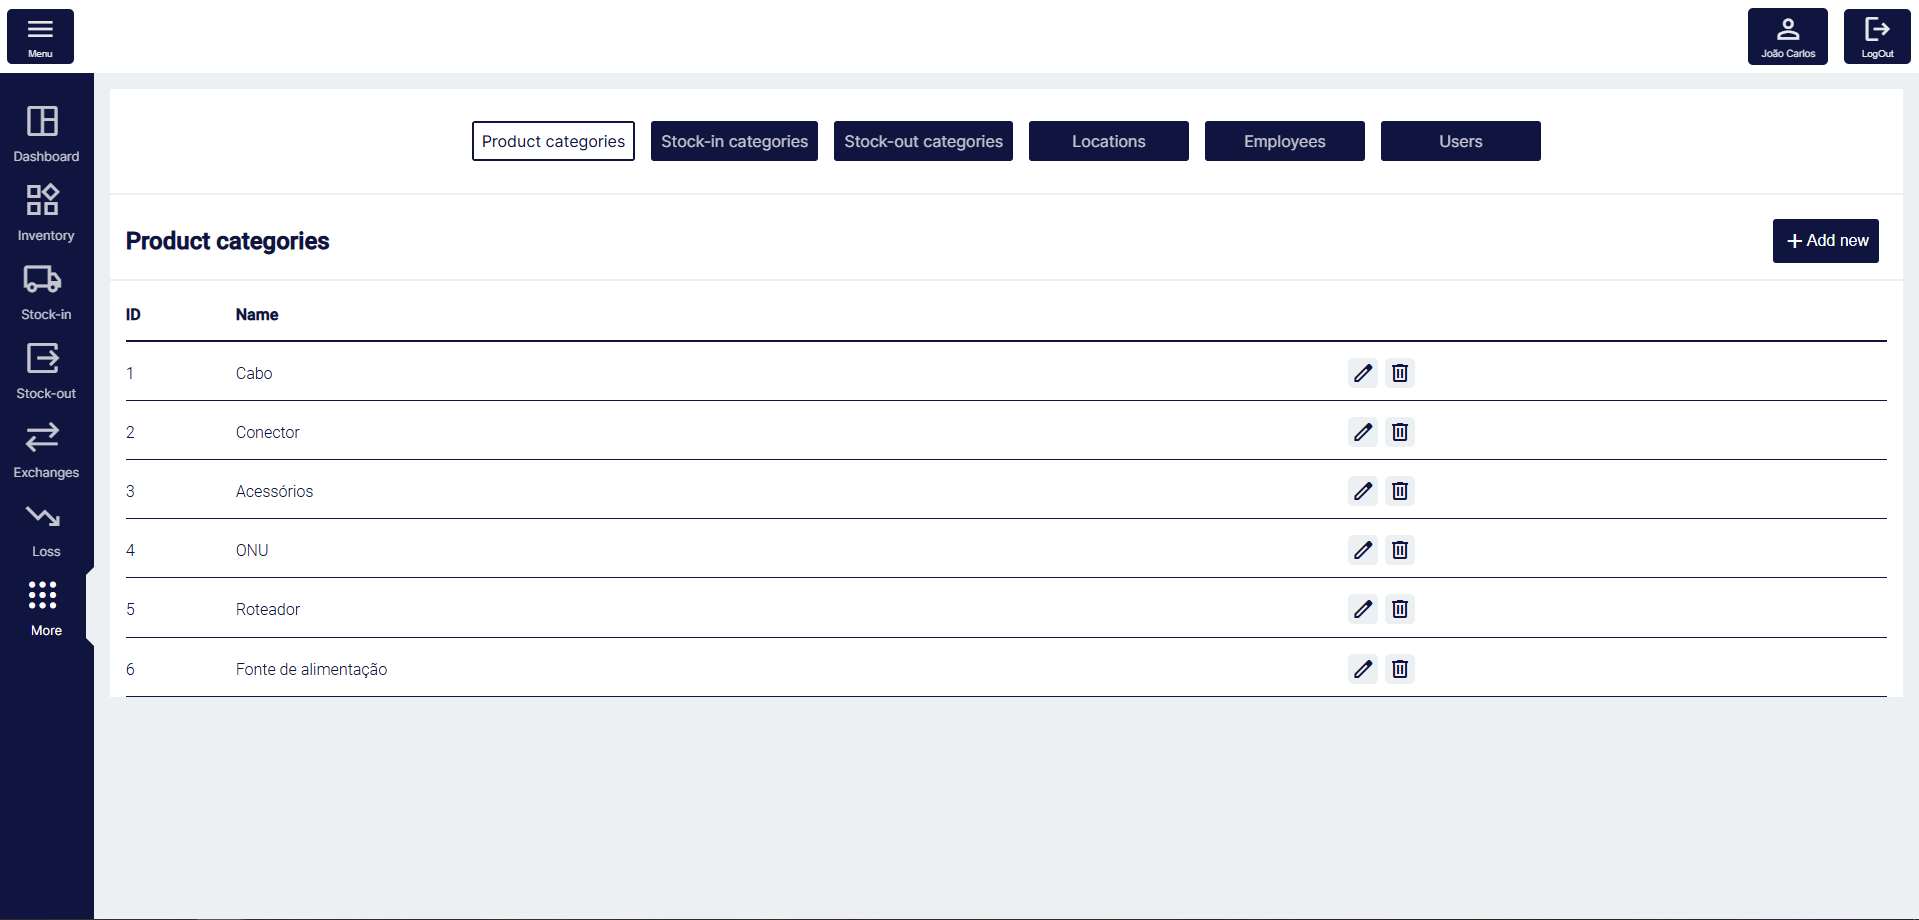 Menu
João Carlos
LogOut
Dashboard
Inventory
Stock-in
Stock-out
Exchanges
Loss
More
Product categories
Stock-in categories
Stock-out categories
Locations
Employees
Users
Product categories
Add new
ID Name
1 Cabo
2 Conector
3 Acessórios
4 ONU
5 Roteador
6 Fonte de alimentação